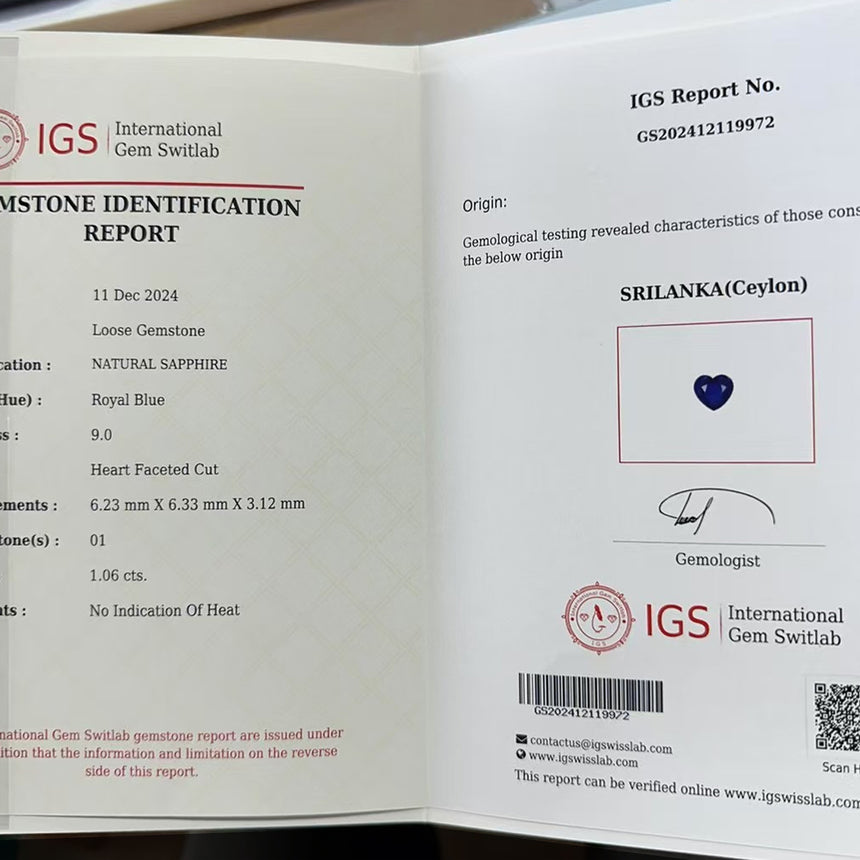 IGS International
Gem Switlab
MSTONE IDENTIFICATION
REPORT
11 Dec 2024
Loose Gemstone
cation : NATURAL SAPPHIRE
Hue) : Royal Blue
s : 9.0
Heart Faceted Cut
ements : 6.23 mm X 6.33 mm X 3.12 mm
tone(s) : 01
1.06 cts.
nts : No Indication Of Heat
national Gem Switlab gemstone report are issued under
ition that the information and limitation on the reverse
side of this report.
IGS Report No.
GS202412119972
Origin:
Gemological testing revealed characteristics of those cons
the below origin
SRILANKA(Ceylon)
Gemologist
IGS International
Gem Switlab
GS202412119972
contactus@igswisslab.com
www.igswisslab.com
Scan H
This report can be verified online www.igswisslab.com